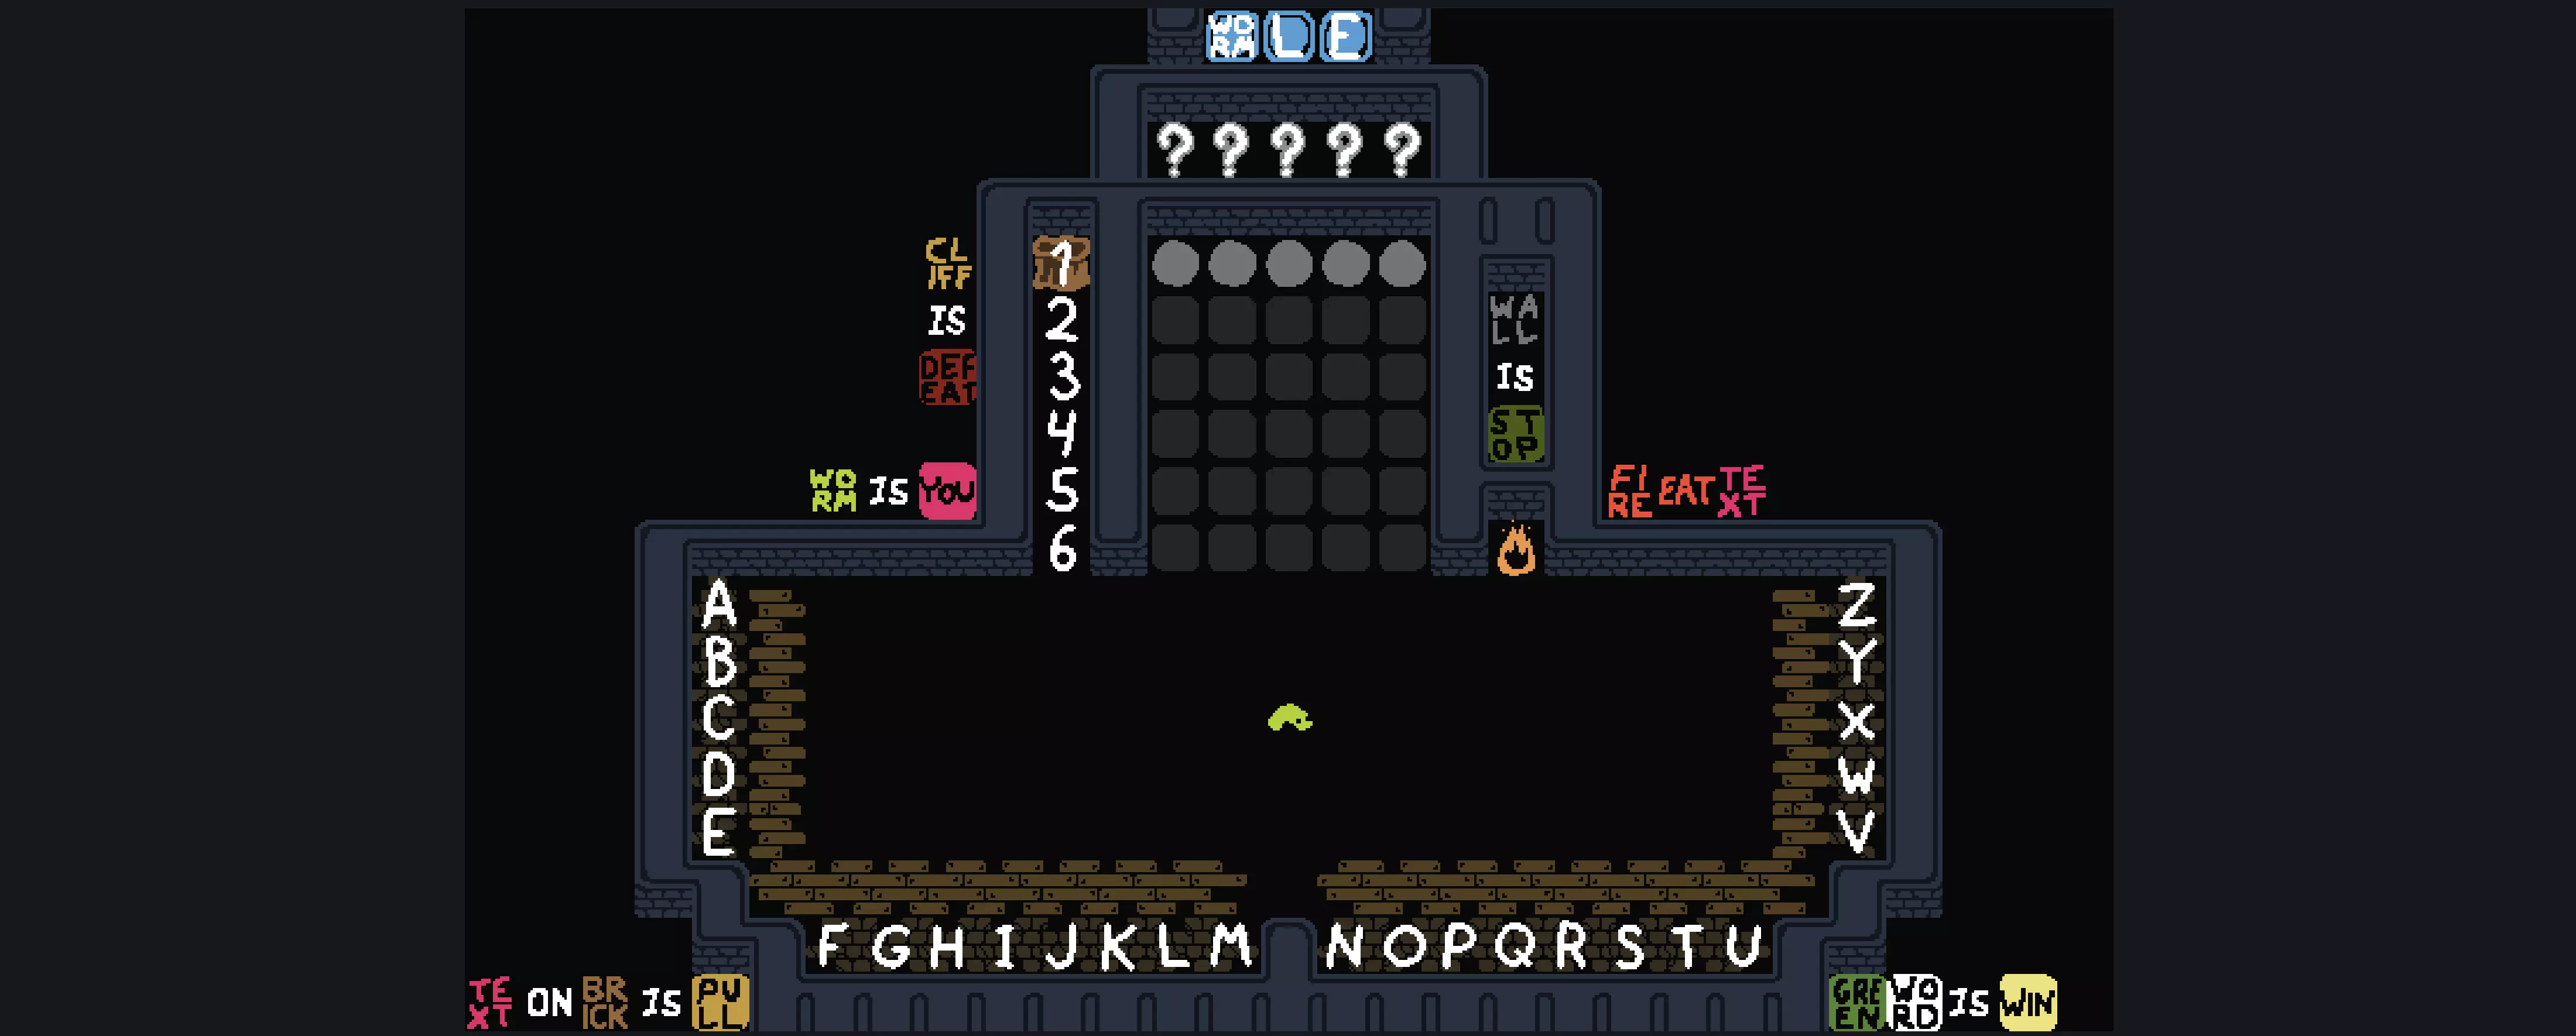 WORM L E
? ? ? ? ?
CLIFF
IS
DEFEAT
1
2
3
4
5
6
WALL
IS
STOP
WORM IS YOU
FIRE EAT TEXT
A
B
C
D
E
Z
Y
X
W
V
F G H I J K L M N O P Q R S T U
TEXT ON BRICK IS PULL
GREEN WORD IS WIN